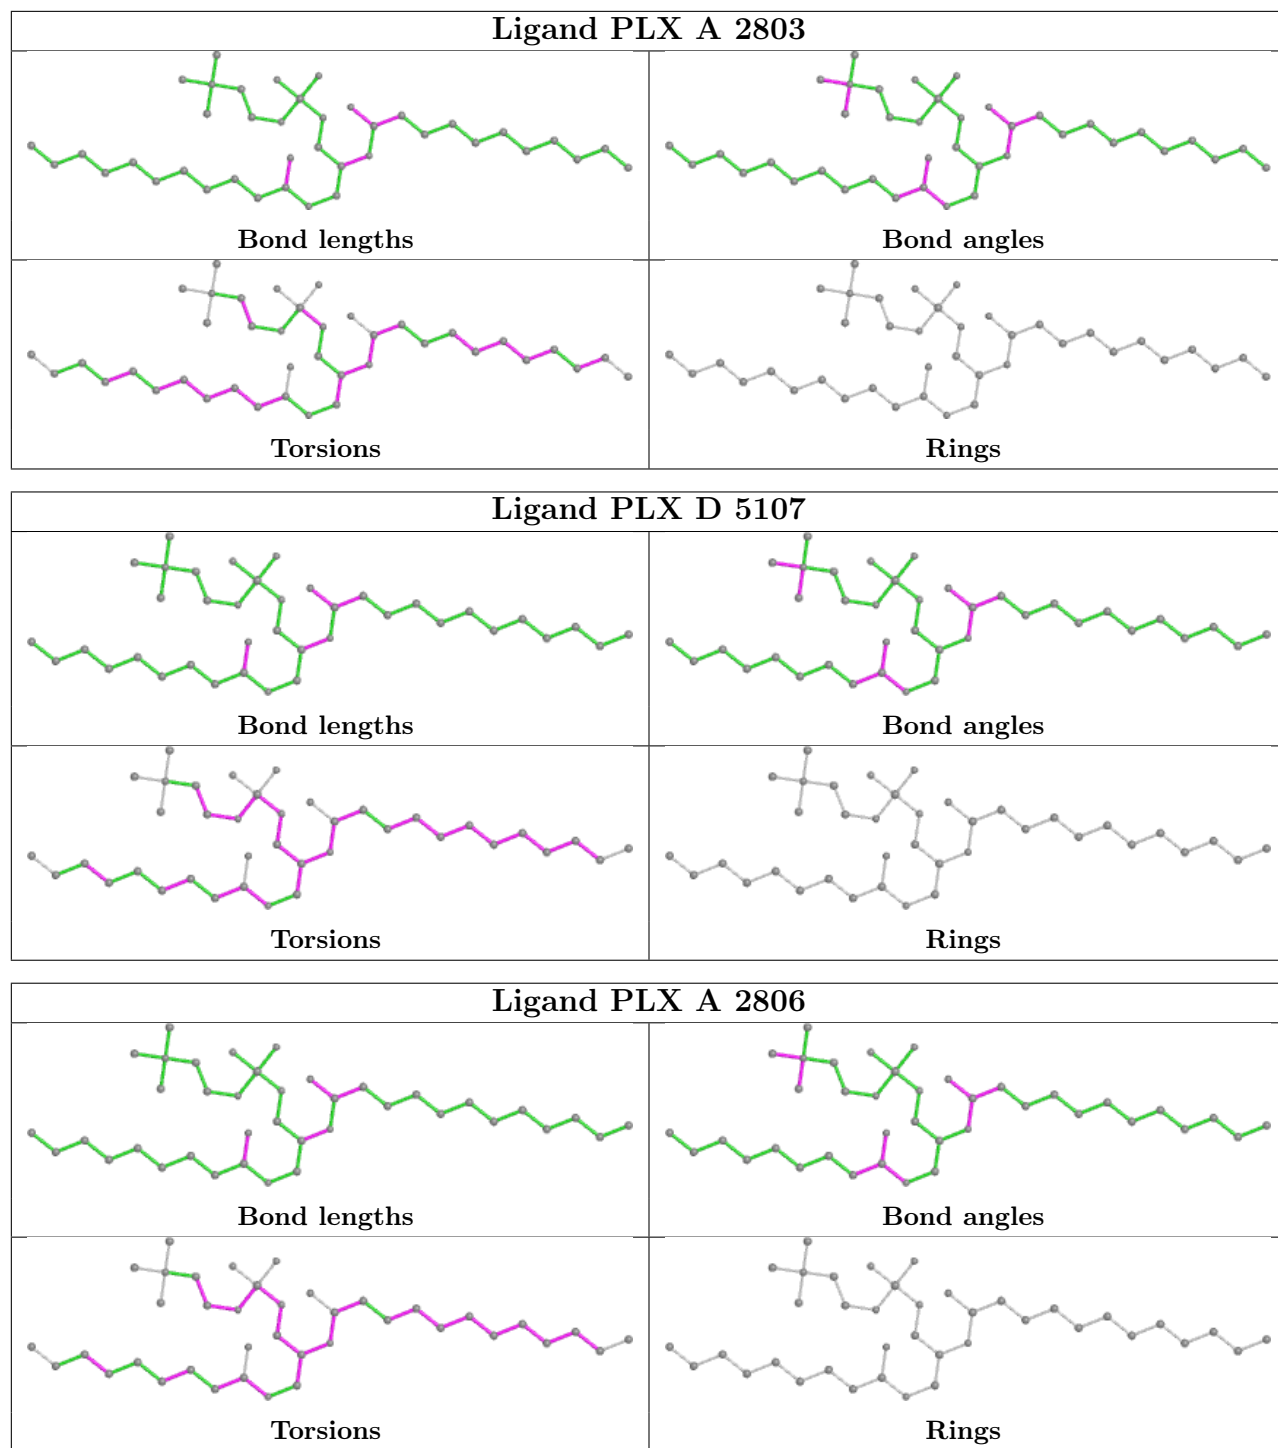 Ligand PLX A 2803
Bond lengths
Bond angles
Torsions
Rings
Ligand PLX D 5107
Bond lengths
Bond angles
Torsions
Rings
Ligand PLX A 2806
Bond lengths
Bond angles
Torsions
Rings